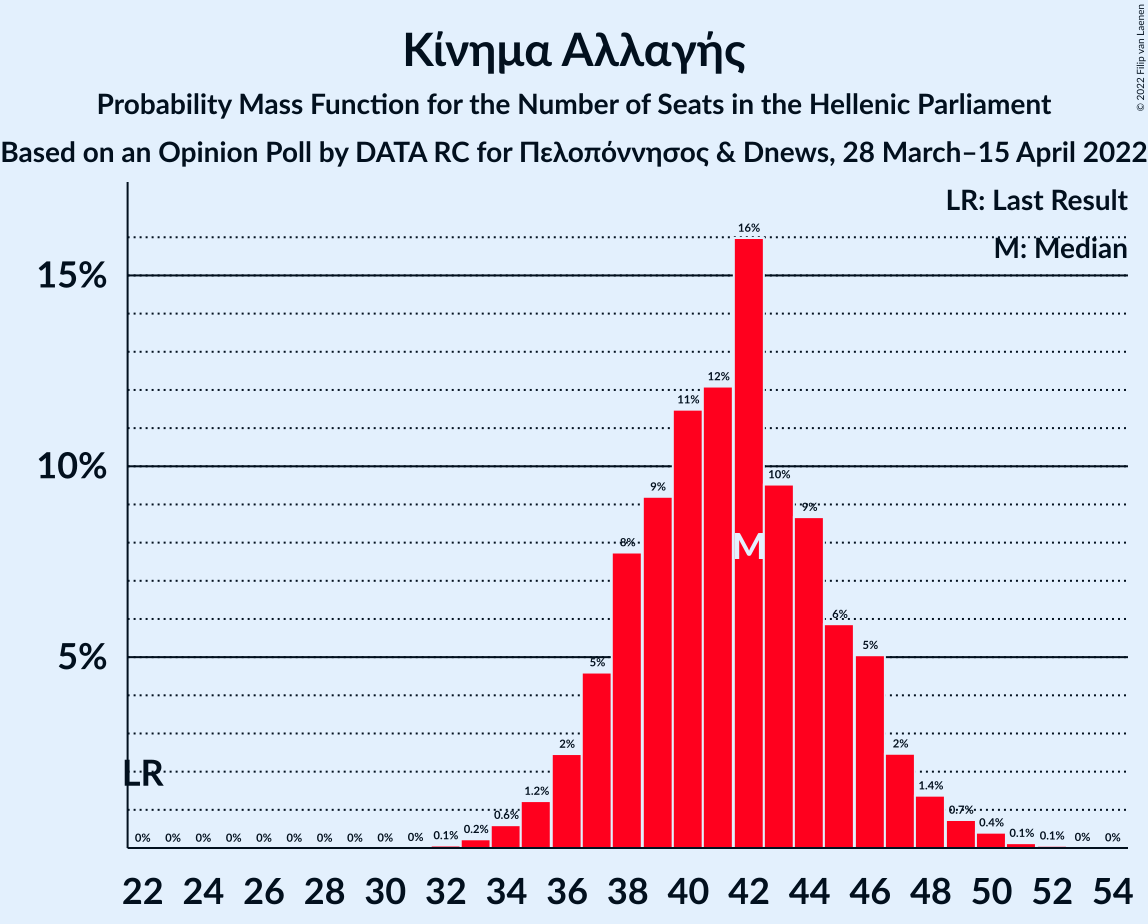 Κίνημα Αλλαγής
Probability Mass Function for the Number of Seats in the Hellenic Parliament
Based on an Opinion Poll by DATA RC for Πελοπόννησος & Dnews, 28 March–15 April 2022
© 2022 Filip van Laenen
LR: Last Result
M: Median
15%
10%
5%
16%
12%
11%
10%
9%
9%
8%
M
6%
5%
5%
2%
2%
LR
1.2%
1.4%
0.6%
0.7%
0% 0% 0% 0% 0% 0% 0% 0% 0% 0% 0.1% 0.2% 0.4% 0.1% 0.1% 0% 0%
22 24 26 28 30 32 34 36 38 40 42 44 46 48 50 52 54